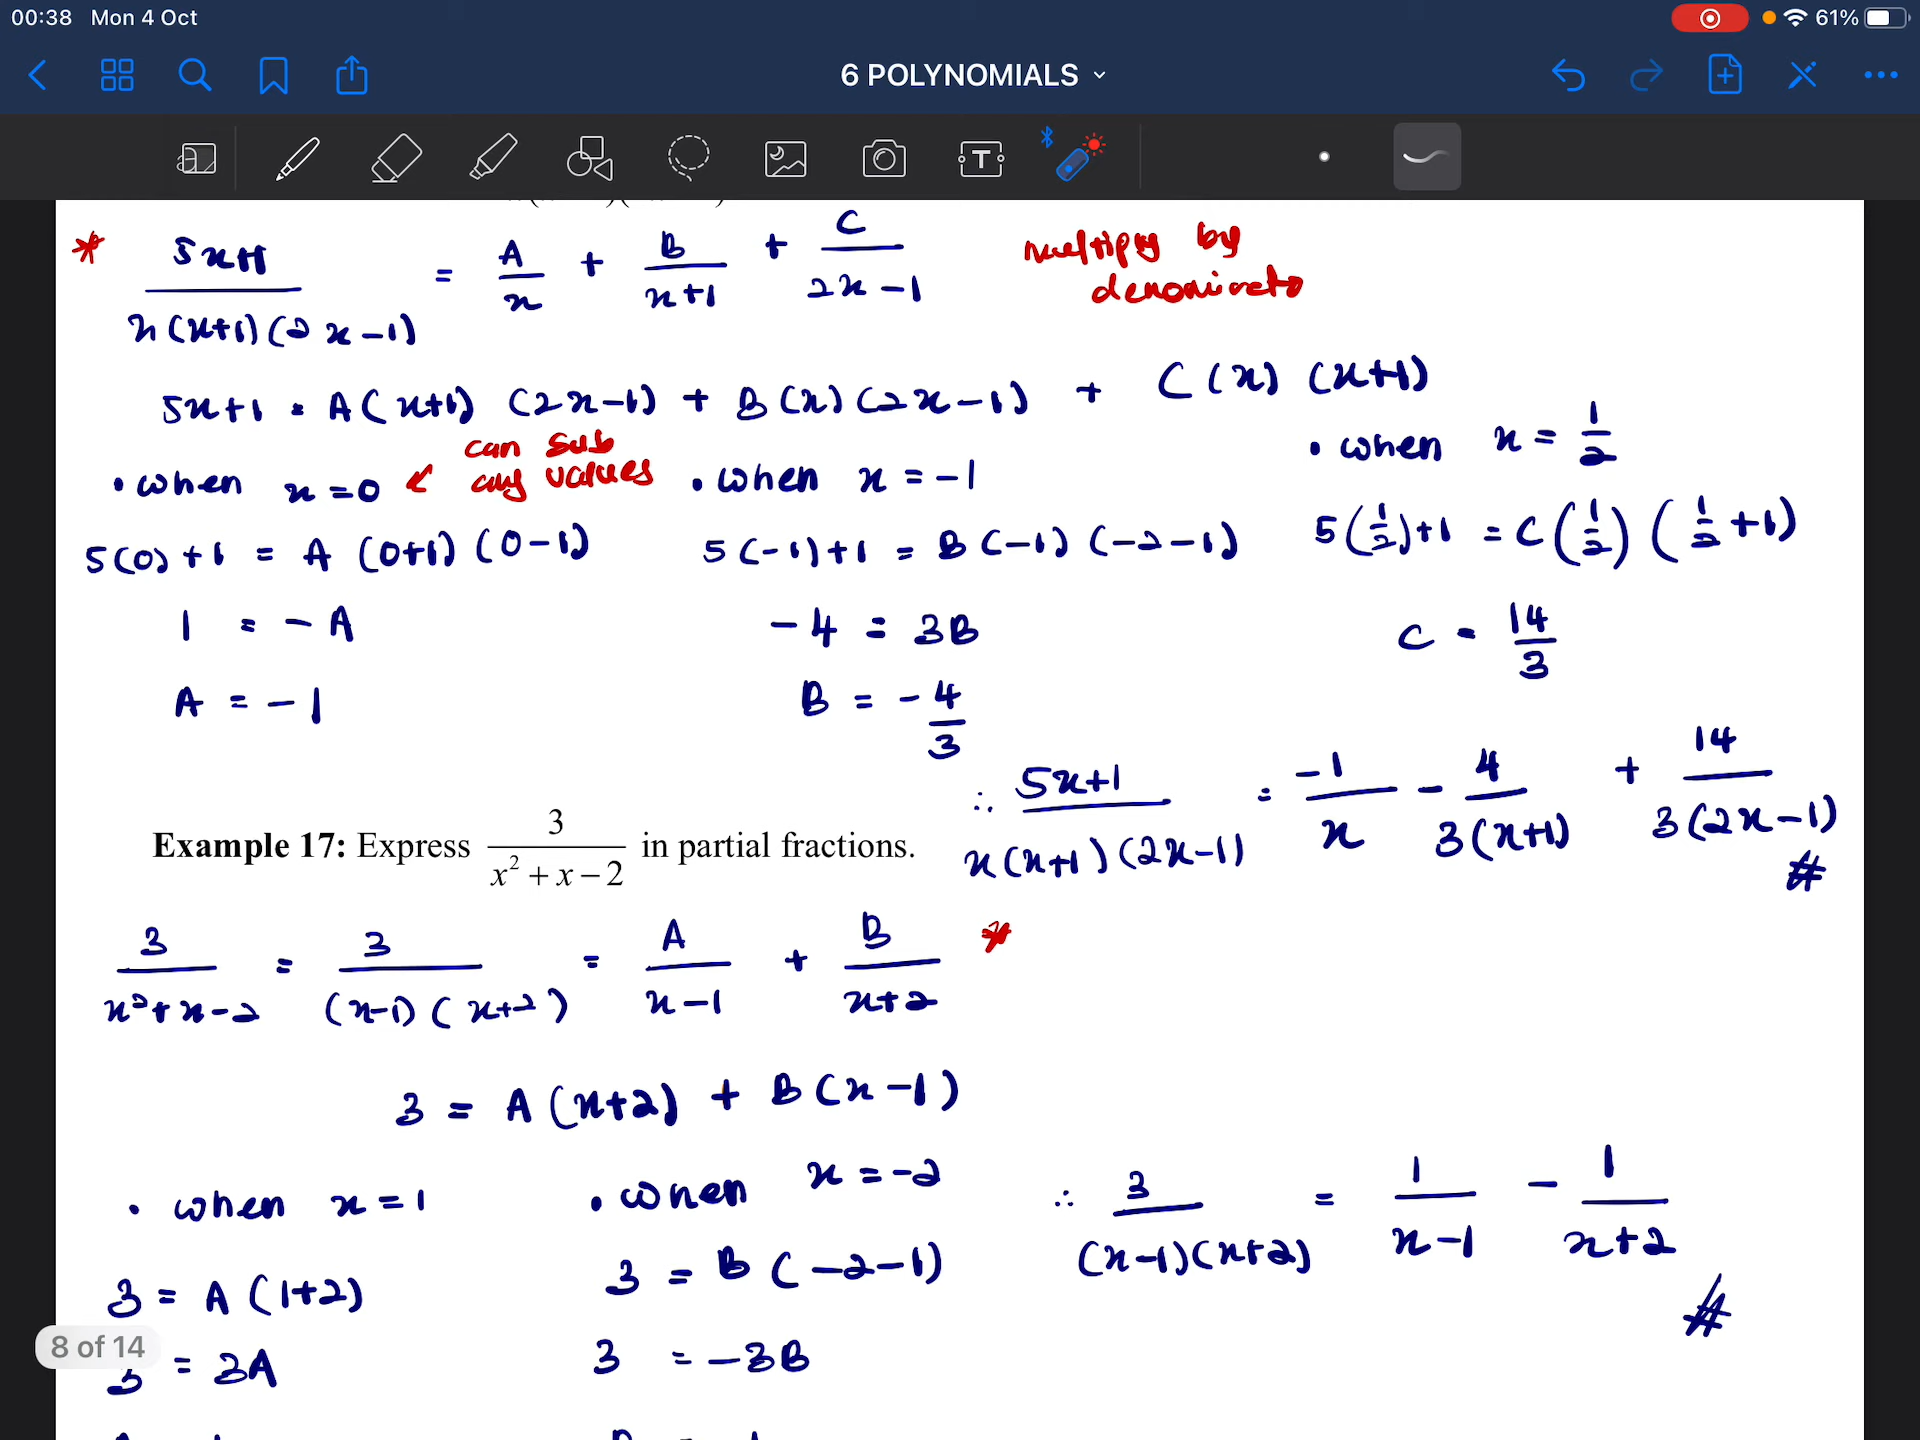 00:38 Mon 4 Oct
61%
6 POLYNOMIALS
* 5x+1 / x(x+1)(2x-1) = A/x + B/x+1 + C/2x-1
multiply by
denominato
5x+1 = A(x+1)(2x-1) + B(x)(2x-1) + C(x)(x+1)
• when x=0 ← can sub any values
5(0)+1 = A(0+1)(0-1)
1 = -A
A = -1
• when x = -1
5(-1)+1 = B(-1)(-2-1)
-4 = 3B
B = -4/3
• when x = 1/2
5(1/2)+1 = C(1/2)(1/2+1)
C = 14/3
∴ 5x+1 / x(x+1)(2x-1) = -1/x - 4/3(x+1) + 14/3(2x-1) #
Example 17: Express 3/x²+x−2 in partial fractions.
3/x²+x-2 = 3/(x-1)(x+2) = A/x-1 + B/x+2 *
3 = A(x+2) + B(x-1)
• when x=1
3 = A(1+2)
3 = 3A
• when x=-2
3 = B(-2-1)
3 = -3B
∴ 3/(x-1)(x+2) = 1/x-1 - 1/x+2 #
8 of 14